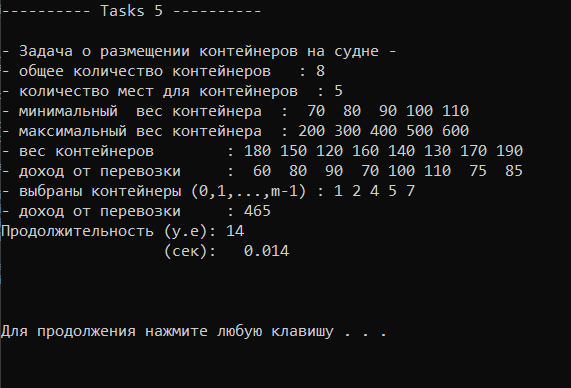 ---------- Tasks 5 ----------
- Задача о размещении контейнеров на судне -
- общее количество контейнеров   : 8
- количество мест для контейнеров  : 5
- минимальный  вес контейнера  :  70  80  90 100 110
- максимальный вес контейнера  : 200 300 400 500 600
- вес контейнеров        : 180 150 120 160 140 130 170 190
- доход от перевозки     :  60  80  90  70 100 110  75  85
- выбраны контейнеры (0,1,...,m-1) : 1 2 4 5 7
- доход от перевозки     : 465
Продолжительность (у.е): 14
                  (сек):   0.014
Для продолжения нажмите любую клавишу . . .